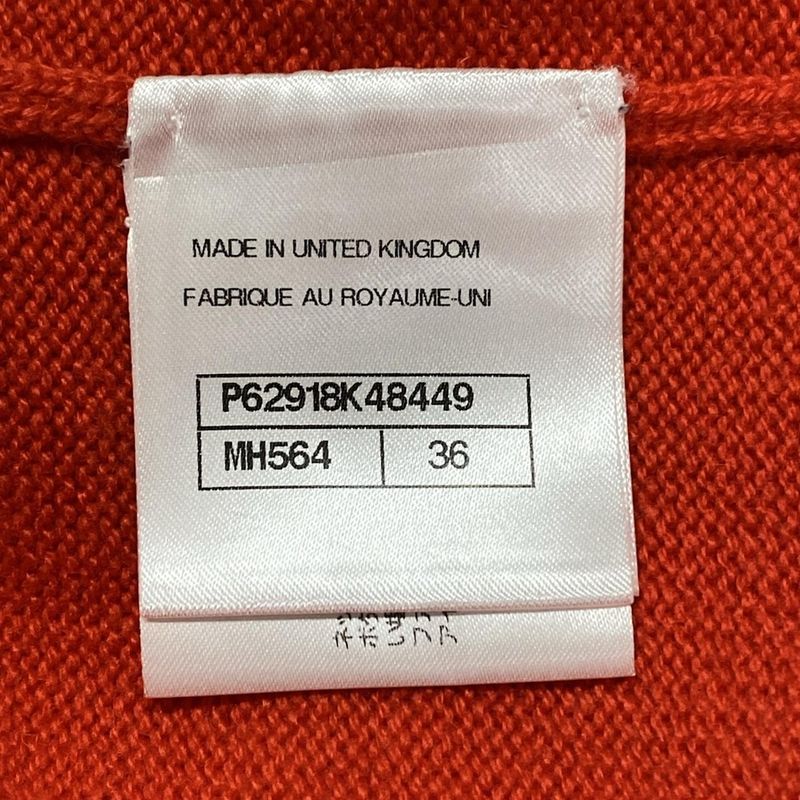 MADE IN UNITED KINGDOM
FABRIQUE AU ROYAUME-UNI
P62918K48449
MH564 36